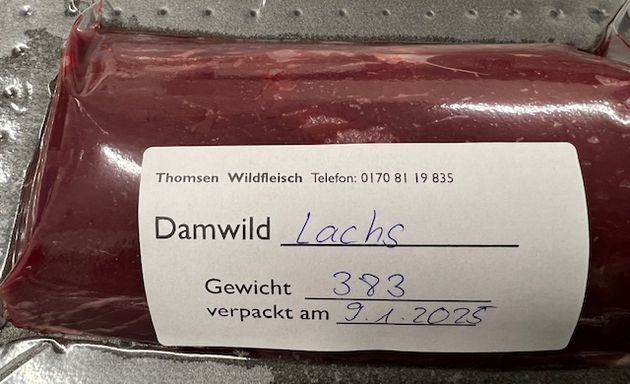 Thomsen Wildfleisch Telefon: 0170 81 19 835
Damwild Lachs
Gewicht 383
verpackt am 9.1.2025